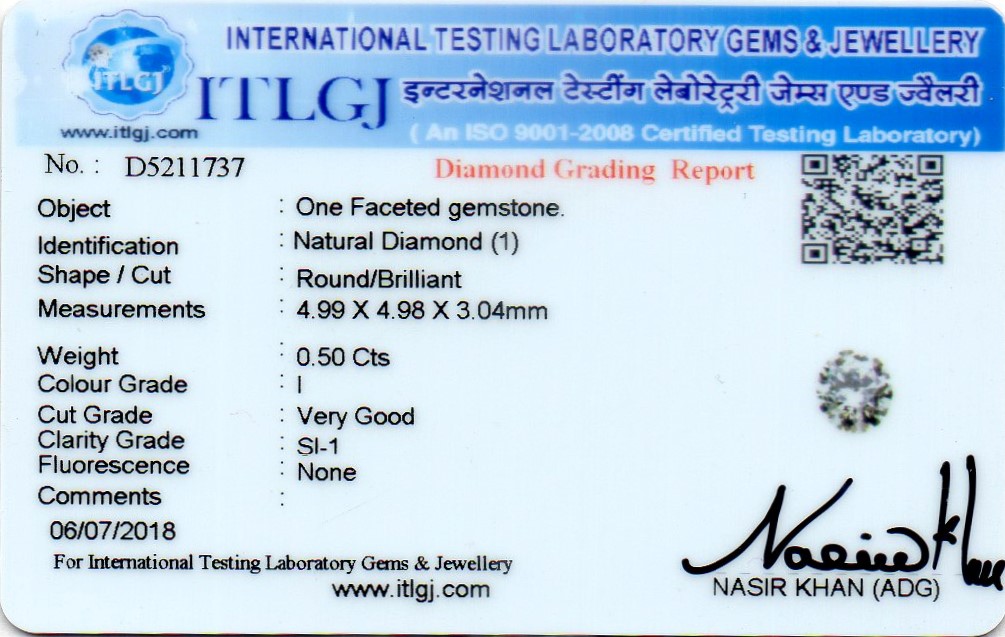 INTERNATIONAL TESTING LABORATORY GEMS & JEWELLERY
ITLGJ
ITLGJ इन्टरनेशनल टेस्टींग लेबोरेट्ररी जेम्स एण्ड ज्वैलरी
www.itlgj.com
( An ISO 9001-2008 Certified Testing Laboratory)
No. : D5211737
Diamond Grading Report
Object : One Faceted gemstone.
Identification : Natural Diamond (1)
Shape / Cut : Round/Brilliant
Measurements : 4.99 X 4.98 X 3.04mm
Weight : 0.50 Cts
Colour Grade : I
Cut Grade : Very Good
Clarity Grade : SI-1
Fluorescence : None
Comments :
06/07/2018
For International Testing Laboratory Gems & Jewellery
www.itlgj.com
Nasir Khan
NASIR KHAN (ADG)